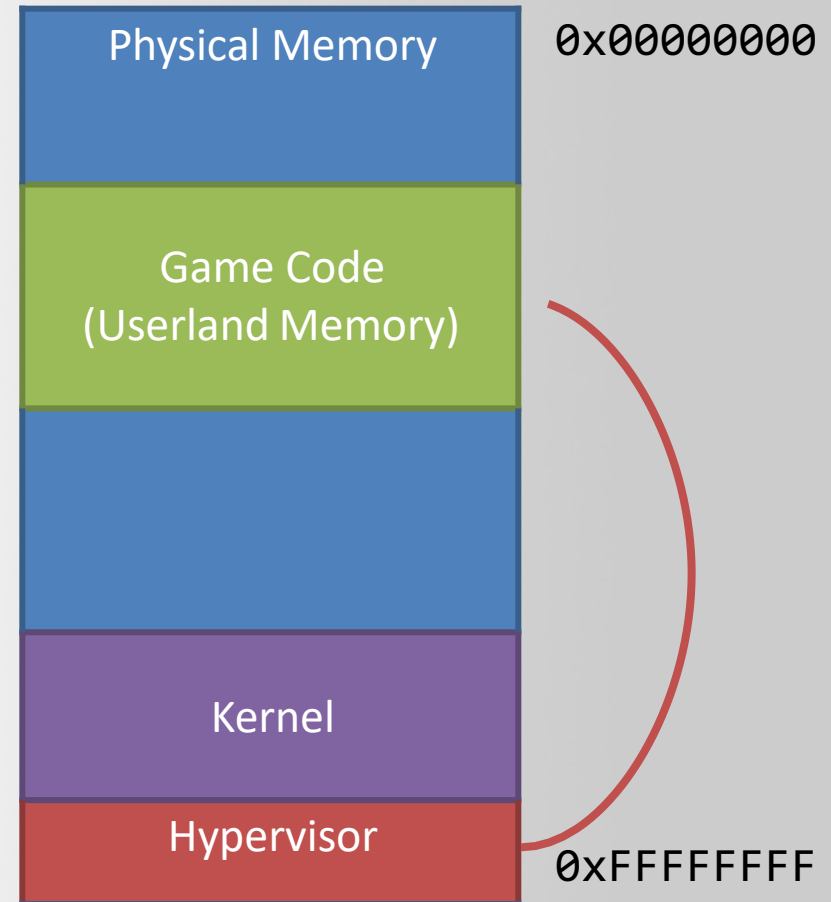 Physical Memory
0x00000000
Game Code
(Userland Memory)
Kernel
Hypervisor
0xFFFFFFFF